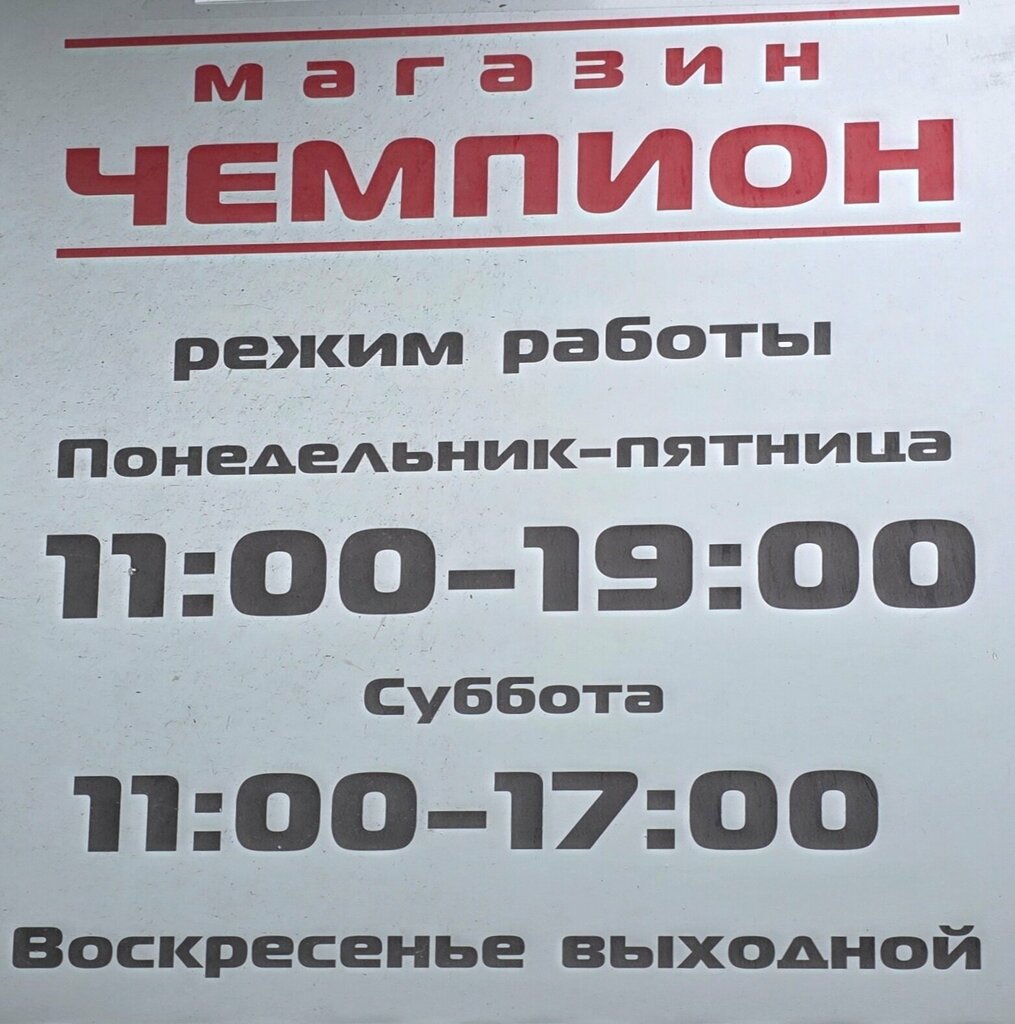 магазин
ЧЕМПИОН
режим работы
Понедельник-пятница
11:00-19:00
Суббота
11:00-17:00
Воскресенье выходной